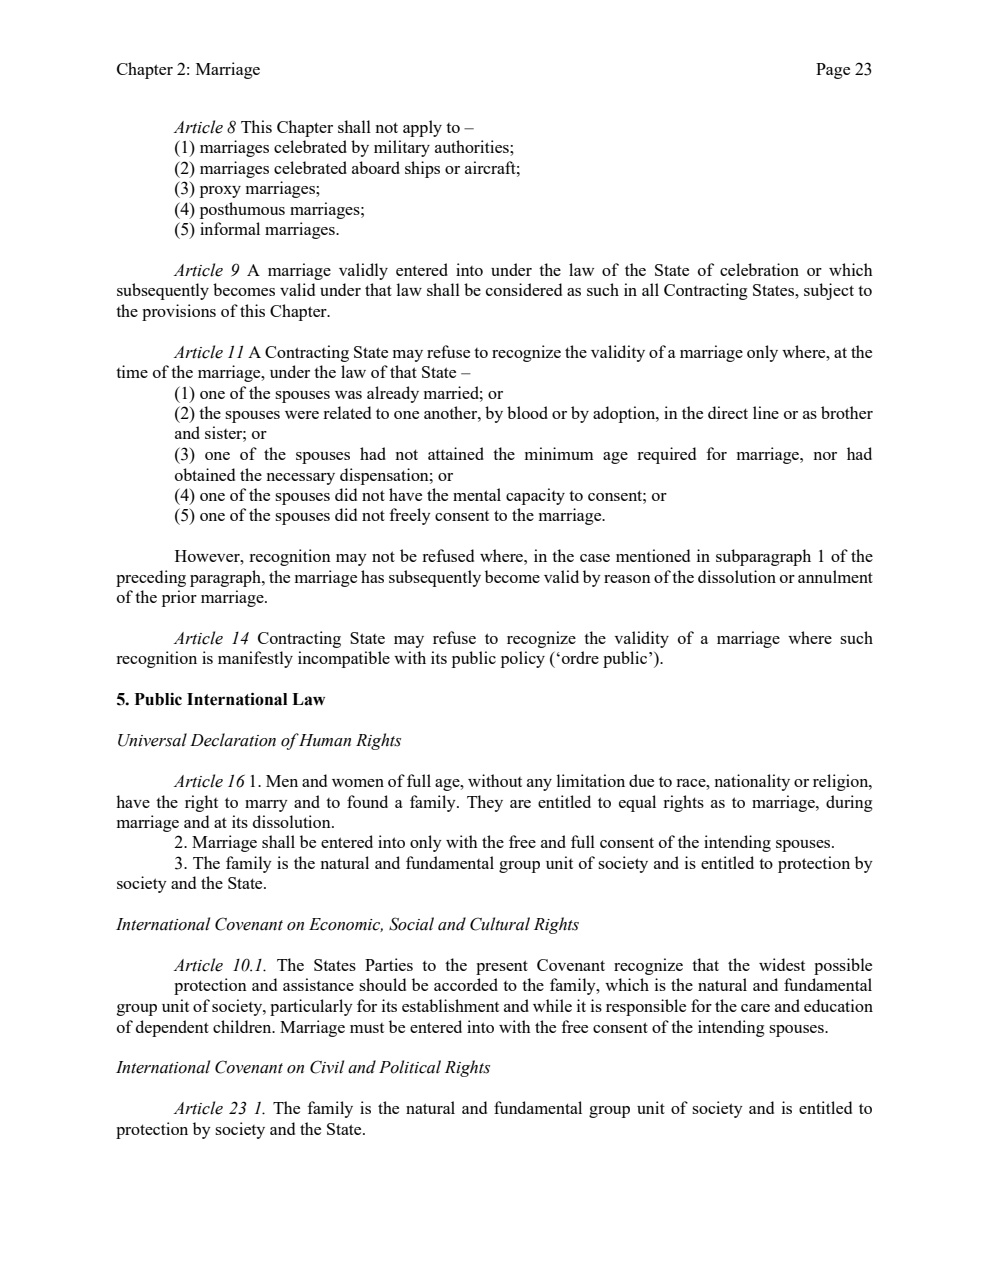 Chapter 2: Marriage Page 23
Article 8 This Chapter shall not apply to –
(1) marriages celebrated by military authorities;
(2) marriages celebrated aboard ships or aircraft;
(3) proxy marriages;
(4) posthumous marriages;
(5) informal marriages.
Article 9 A marriage validly entered into under the law of the State of celebration or which
subsequently becomes valid under that law shall be considered as such in all Contracting States, subject to
the provisions of this Chapter.
Article 11 A Contracting State may refuse to recognize the validity of a marriage only where, at the
time of the marriage, under the law of that State –
(1) one of the spouses was already married; or
(2) the spouses were related to one another, by blood or by adoption, in the direct line or as brother
and sister; or
(3) one of the spouses had not attained the minimum age required for marriage, nor had
obtained the necessary dispensation; or
(4) one of the spouses did not have the mental capacity to consent; or
(5) one of the spouses did not freely consent to the marriage.
However, recognition may not be refused where, in the case mentioned in subparagraph 1 of the
preceding paragraph, the marriage has subsequently become valid by reason of the dissolution or annulment
of the prior marriage.
Article 14 Contracting State may refuse to recognize the validity of a marriage where such
recognition is manifestly incompatible with its public policy (‘ordre public’).
5. Public International Law
Universal Declaration of Human Rights
Article 16 1. Men and women of full age, without any limitation due to race, nationality or religion,
have the right to marry and to found a family. They are entitled to equal rights as to marriage, during
marriage and at its dissolution.
2. Marriage shall be entered into only with the free and full consent of the intending spouses.
3. The family is the natural and fundamental group unit of society and is entitled to protection by
society and the State.
International Covenant on Economic, Social and Cultural Rights
Article 10.1. The States Parties to the present Covenant recognize that the widest possible
protection and assistance should be accorded to the family, which is the natural and fundamental
group unit of society, particularly for its establishment and while it is responsible for the care and education
of dependent children. Marriage must be entered into with the free consent of the intending spouses.
International Covenant on Civil and Political Rights
Article 23 1. The family is the natural and fundamental group unit of society and is entitled to
protection by society and the State.